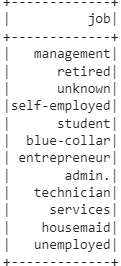 +-------------+
|          job|
+-------------+
|   management|
|      retired|
|      unknown|
|self-employed|
|      student|
|  blue-collar|
| entrepreneur|
|       admin.|
|   technician|
|     services|
|    housemaid|
|   unemployed|
+-------------+